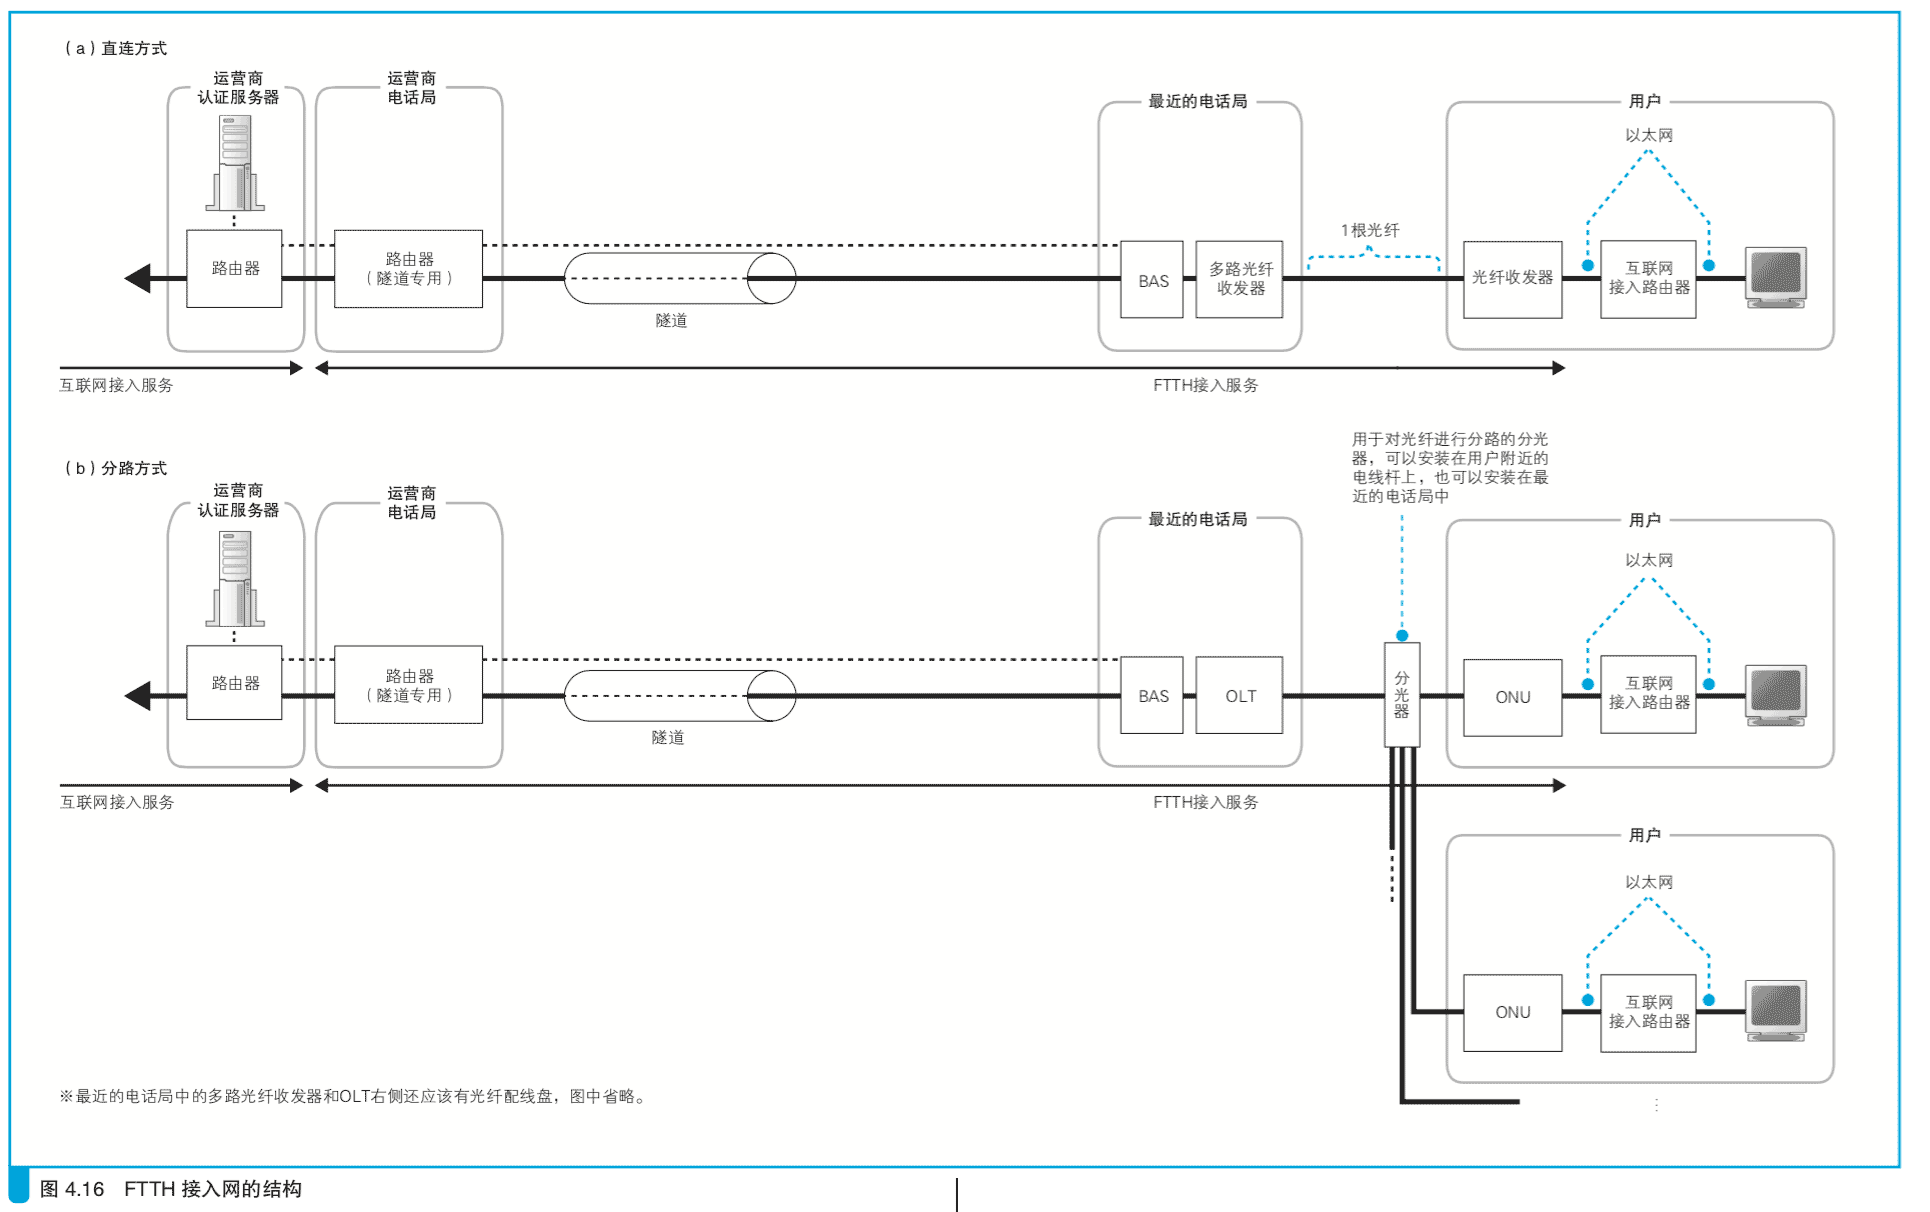 （a）直连方式
运营商
认证服务器
运营商
电话局
最近的电话局
用户
以太网
1根光纤
路由器
路由器
（隧道专用）
BAS
多路光纤
收发器
光纤收发器
互联网
接入路由器
隧道
互联网接入服务
FTTH接入服务
用于对光纤进行分路的分光
器，可以安装在用户附近的
电线杆上，也可以安装在最
近的电话局中
（b）分路方式
运营商
认证服务器
运营商
电话局
最近的电话局
用户
以太网
路由器
路由器
（隧道专用）
BAS
OLT
分
光
器
ONU
互联网
接入路由器
隧道
互联网接入服务
FTTH接入服务
用户
以太网
ONU
互联网
接入路由器
※最近的电话局中的多路光纤收发器和OLT右侧还应该有光纤配线盘，图中省略。
⋮
图 4.16 FTTH 接入网的结构